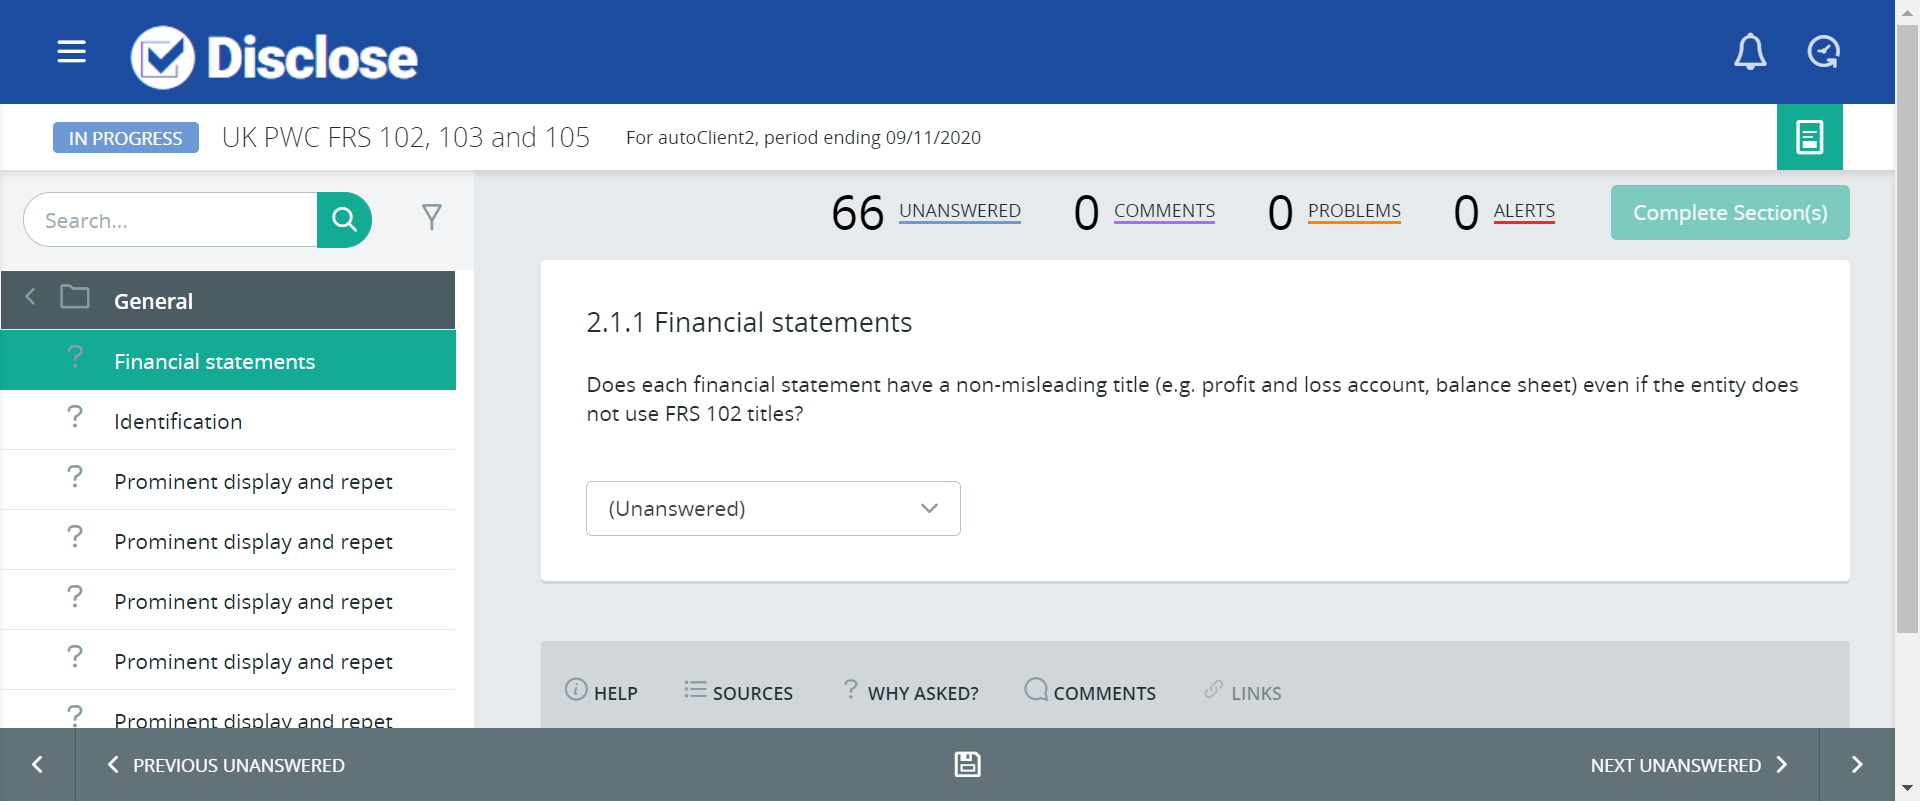 Disclose
IN PROGRESS UK PWC FRS 102, 103 and 105 For autoClient2, period ending 09/11/2020
Search...
66 UNANSWERED 0 COMMENTS 0 PROBLEMS 0 ALERTS Complete Section(s)
General
Financial statements
Identification
Prominent display and repet
Prominent display and repet
Prominent display and repet
Prominent display and repet
Prominent display and repet
2.1.1 Financial statements
Does each financial statement have a non-misleading title (e.g. profit and loss account, balance sheet) even if the entity does
not use FRS 102 titles?
(Unanswered)
HELP SOURCES WHY ASKED? COMMENTS LINKS
PREVIOUS UNANSWERED NEXT UNANSWERED